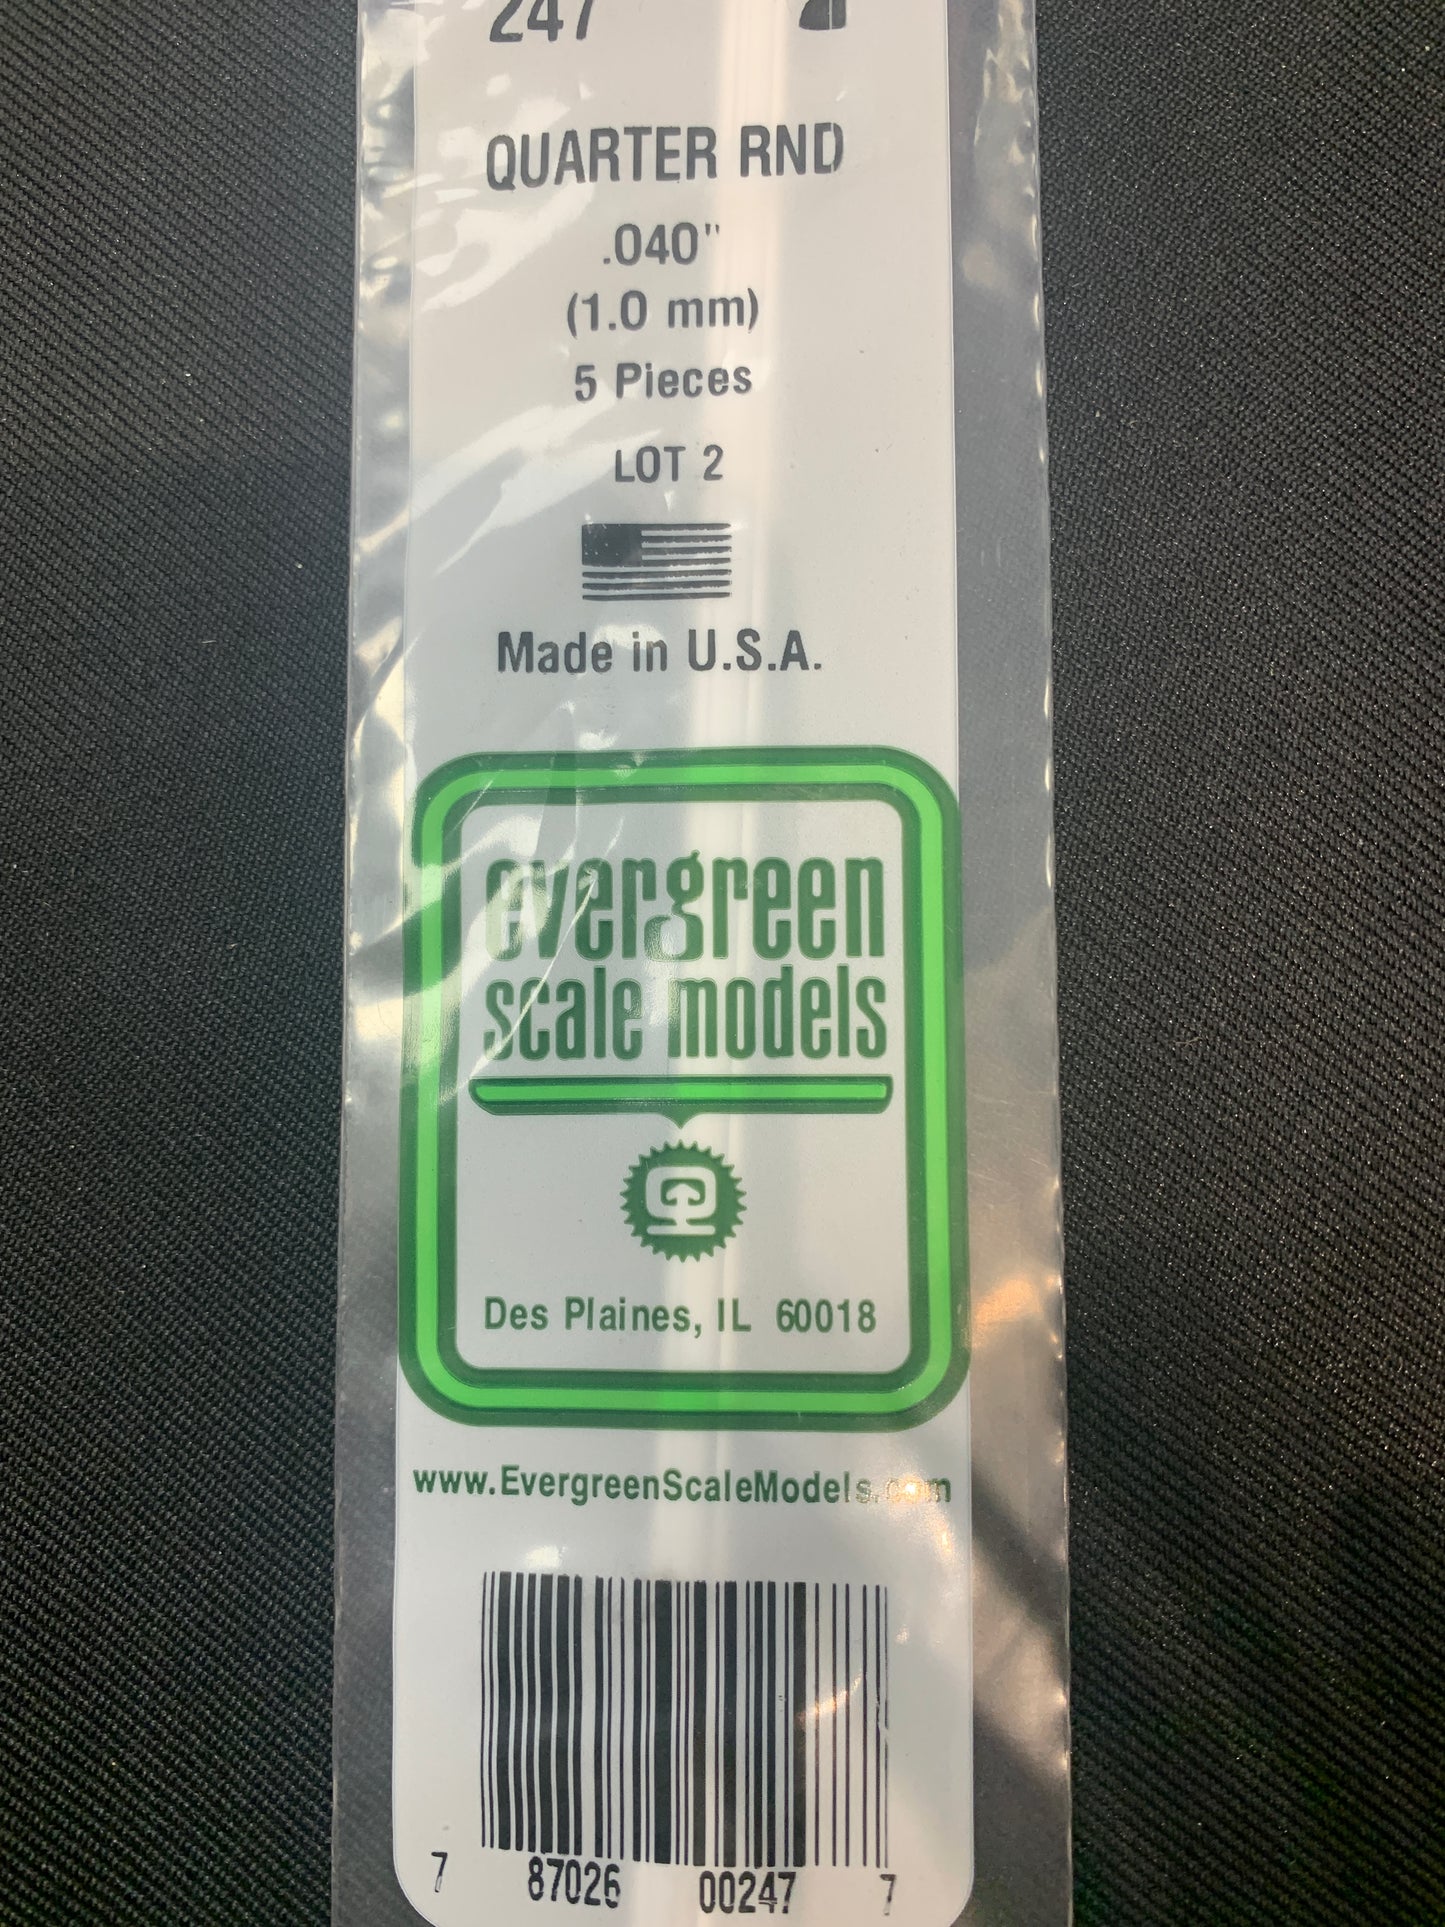 247
QUARTER RND
.040"
(1.0 mm)
5 Pieces
LOT 2
Made in U.S.A.
evergreen
scale models
Des Plaines, IL 60018
www.EvergreenScaleModels.com
7 87026 00247 7